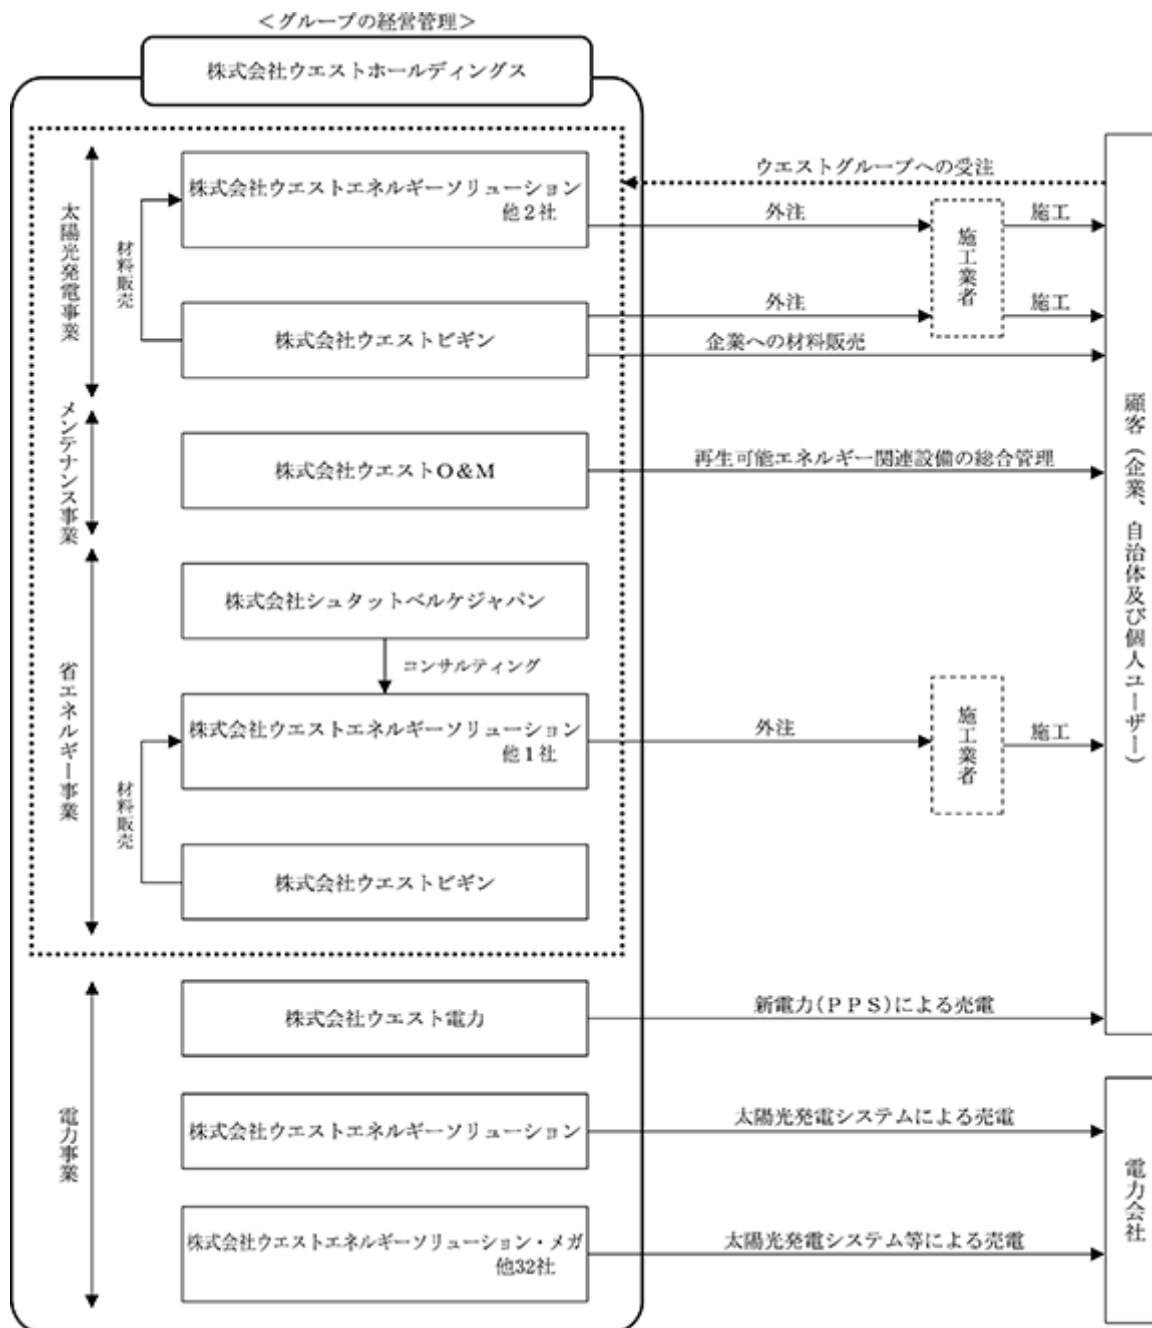 ＜グループの経営管理＞
株式会社ウエストホールディングス
太陽光発電事業
材料販売
株式会社ウエストエネルギーソリューション
他２社
株式会社ウエストビギン
ウエストグループへの受注
外注
施工業者
施工
外注
施工
企業への材料販売
メンテナンス事業
株式会社ウエストＯ＆Ｍ
再生可能エネルギー関連設備の総合管理
省エネルギー事業
株式会社シュタットベルケジャパン
コンサルティング
株式会社ウエストエネルギーソリューション
他１社
材料販売
株式会社ウエストビギン
外注
施工業者
施工
顧客（企業、自治体及び個人ユーザー）
電力事業
株式会社ウエスト電力
新電力(ＰＰＳ)による売電
株式会社ウエストエネルギーソリューション
太陽光発電システムによる売電
株式会社ウエストエネルギーソリューション・メガ
他32社
太陽光発電システム等による売電
電力会社